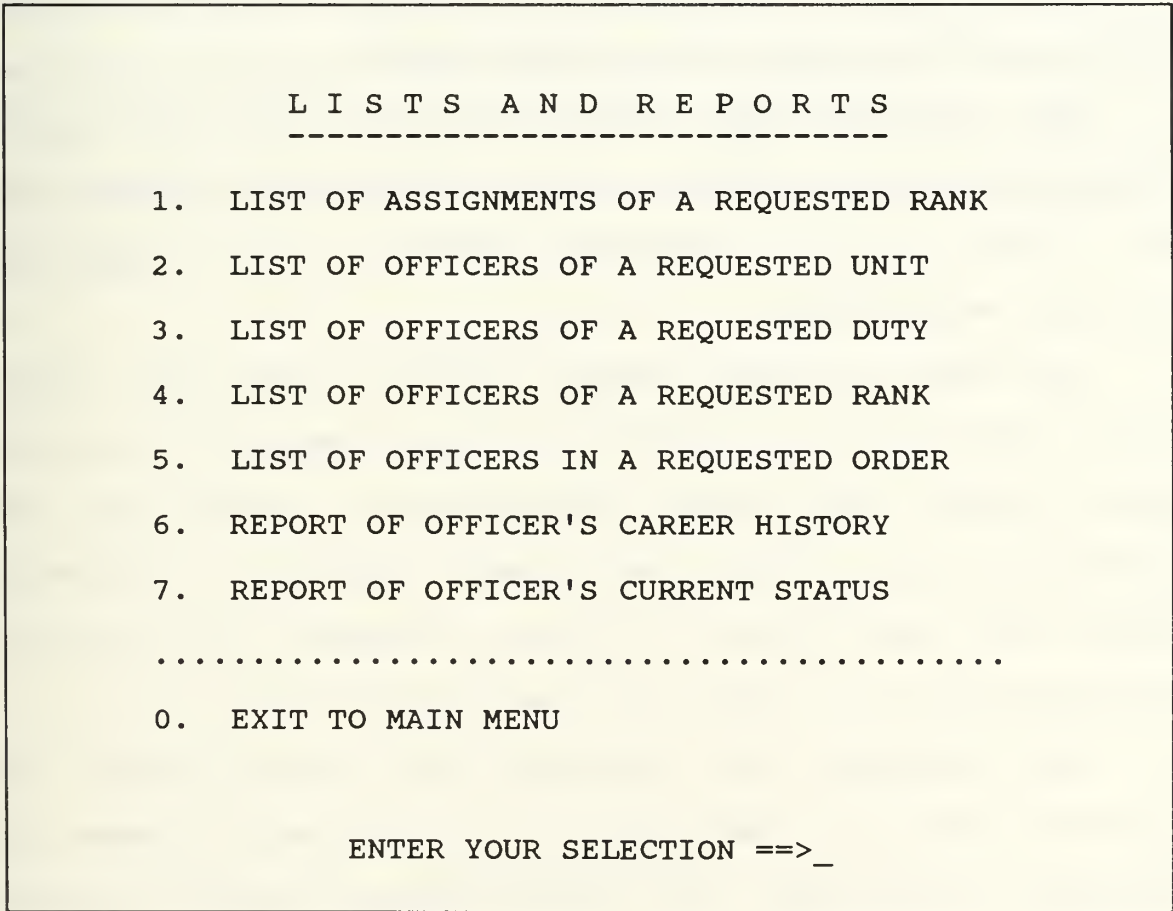 L I S T S  A N D  R E P O R T S
-------------------------------
1. LIST OF ASSIGNMENTS OF A REQUESTED RANK
2. LIST OF OFFICERS OF A REQUESTED UNIT
3. LIST OF OFFICERS OF A REQUESTED DUTY
4. LIST OF OFFICERS OF A REQUESTED RANK
5. LIST OF OFFICERS IN A REQUESTED ORDER
6. REPORT OF OFFICER'S CAREER HISTORY
7. REPORT OF OFFICER'S CURRENT STATUS
............................................
0. EXIT TO MAIN MENU
ENTER YOUR SELECTION ==>_